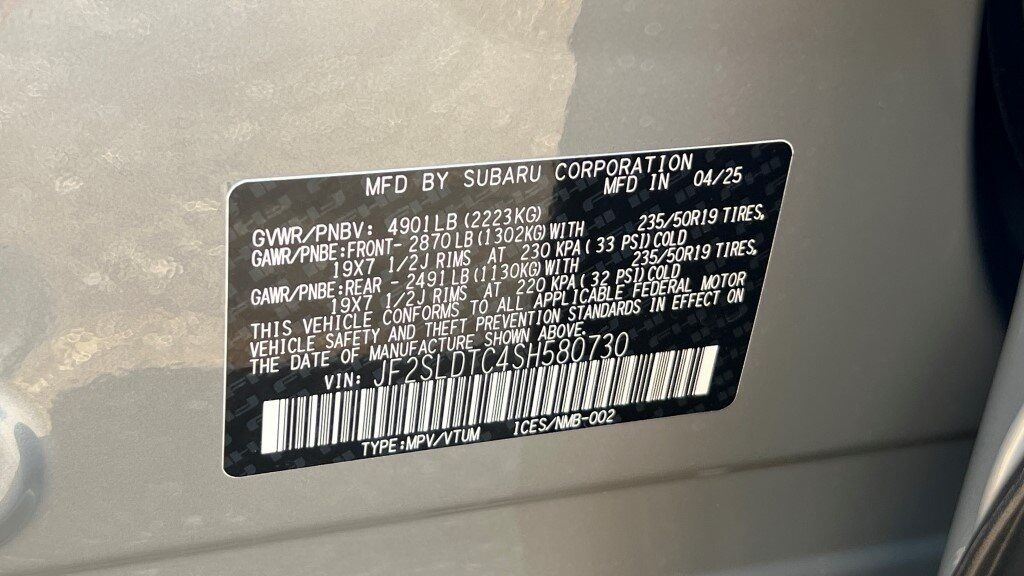 MFD BY SUBARU CORPORATION
MFD IN 04/25
GVWR/PNBV: 4901LB (2223KG)
GAWR/PNBE:FRONT- 2870 LB (1302KG) WITH 235/50R19 TIRES,
19X7 1/2J RIMS AT 230 KPA ( 33 PSI) COLD
GAWR/PNBE:REAR - 2491 LB (1130KG) WITH 235/50R19 TIRES,
19X7 1/2J RIMS AT 220 KPA ( 32 PSI) COLD
THIS VEHICLE CONFORMS TO ALL APPLICABLE FEDERAL MOTOR
VEHICLE SAFETY AND THEFT PREVENTION STANDARDS IN EFFECT ON
THE DATE OF MANUFACTURE SHOWN ABOVE.
VIN: JF2SLDTC4SH580730
TYPE:MPV/VTUM ICES/NMB-002